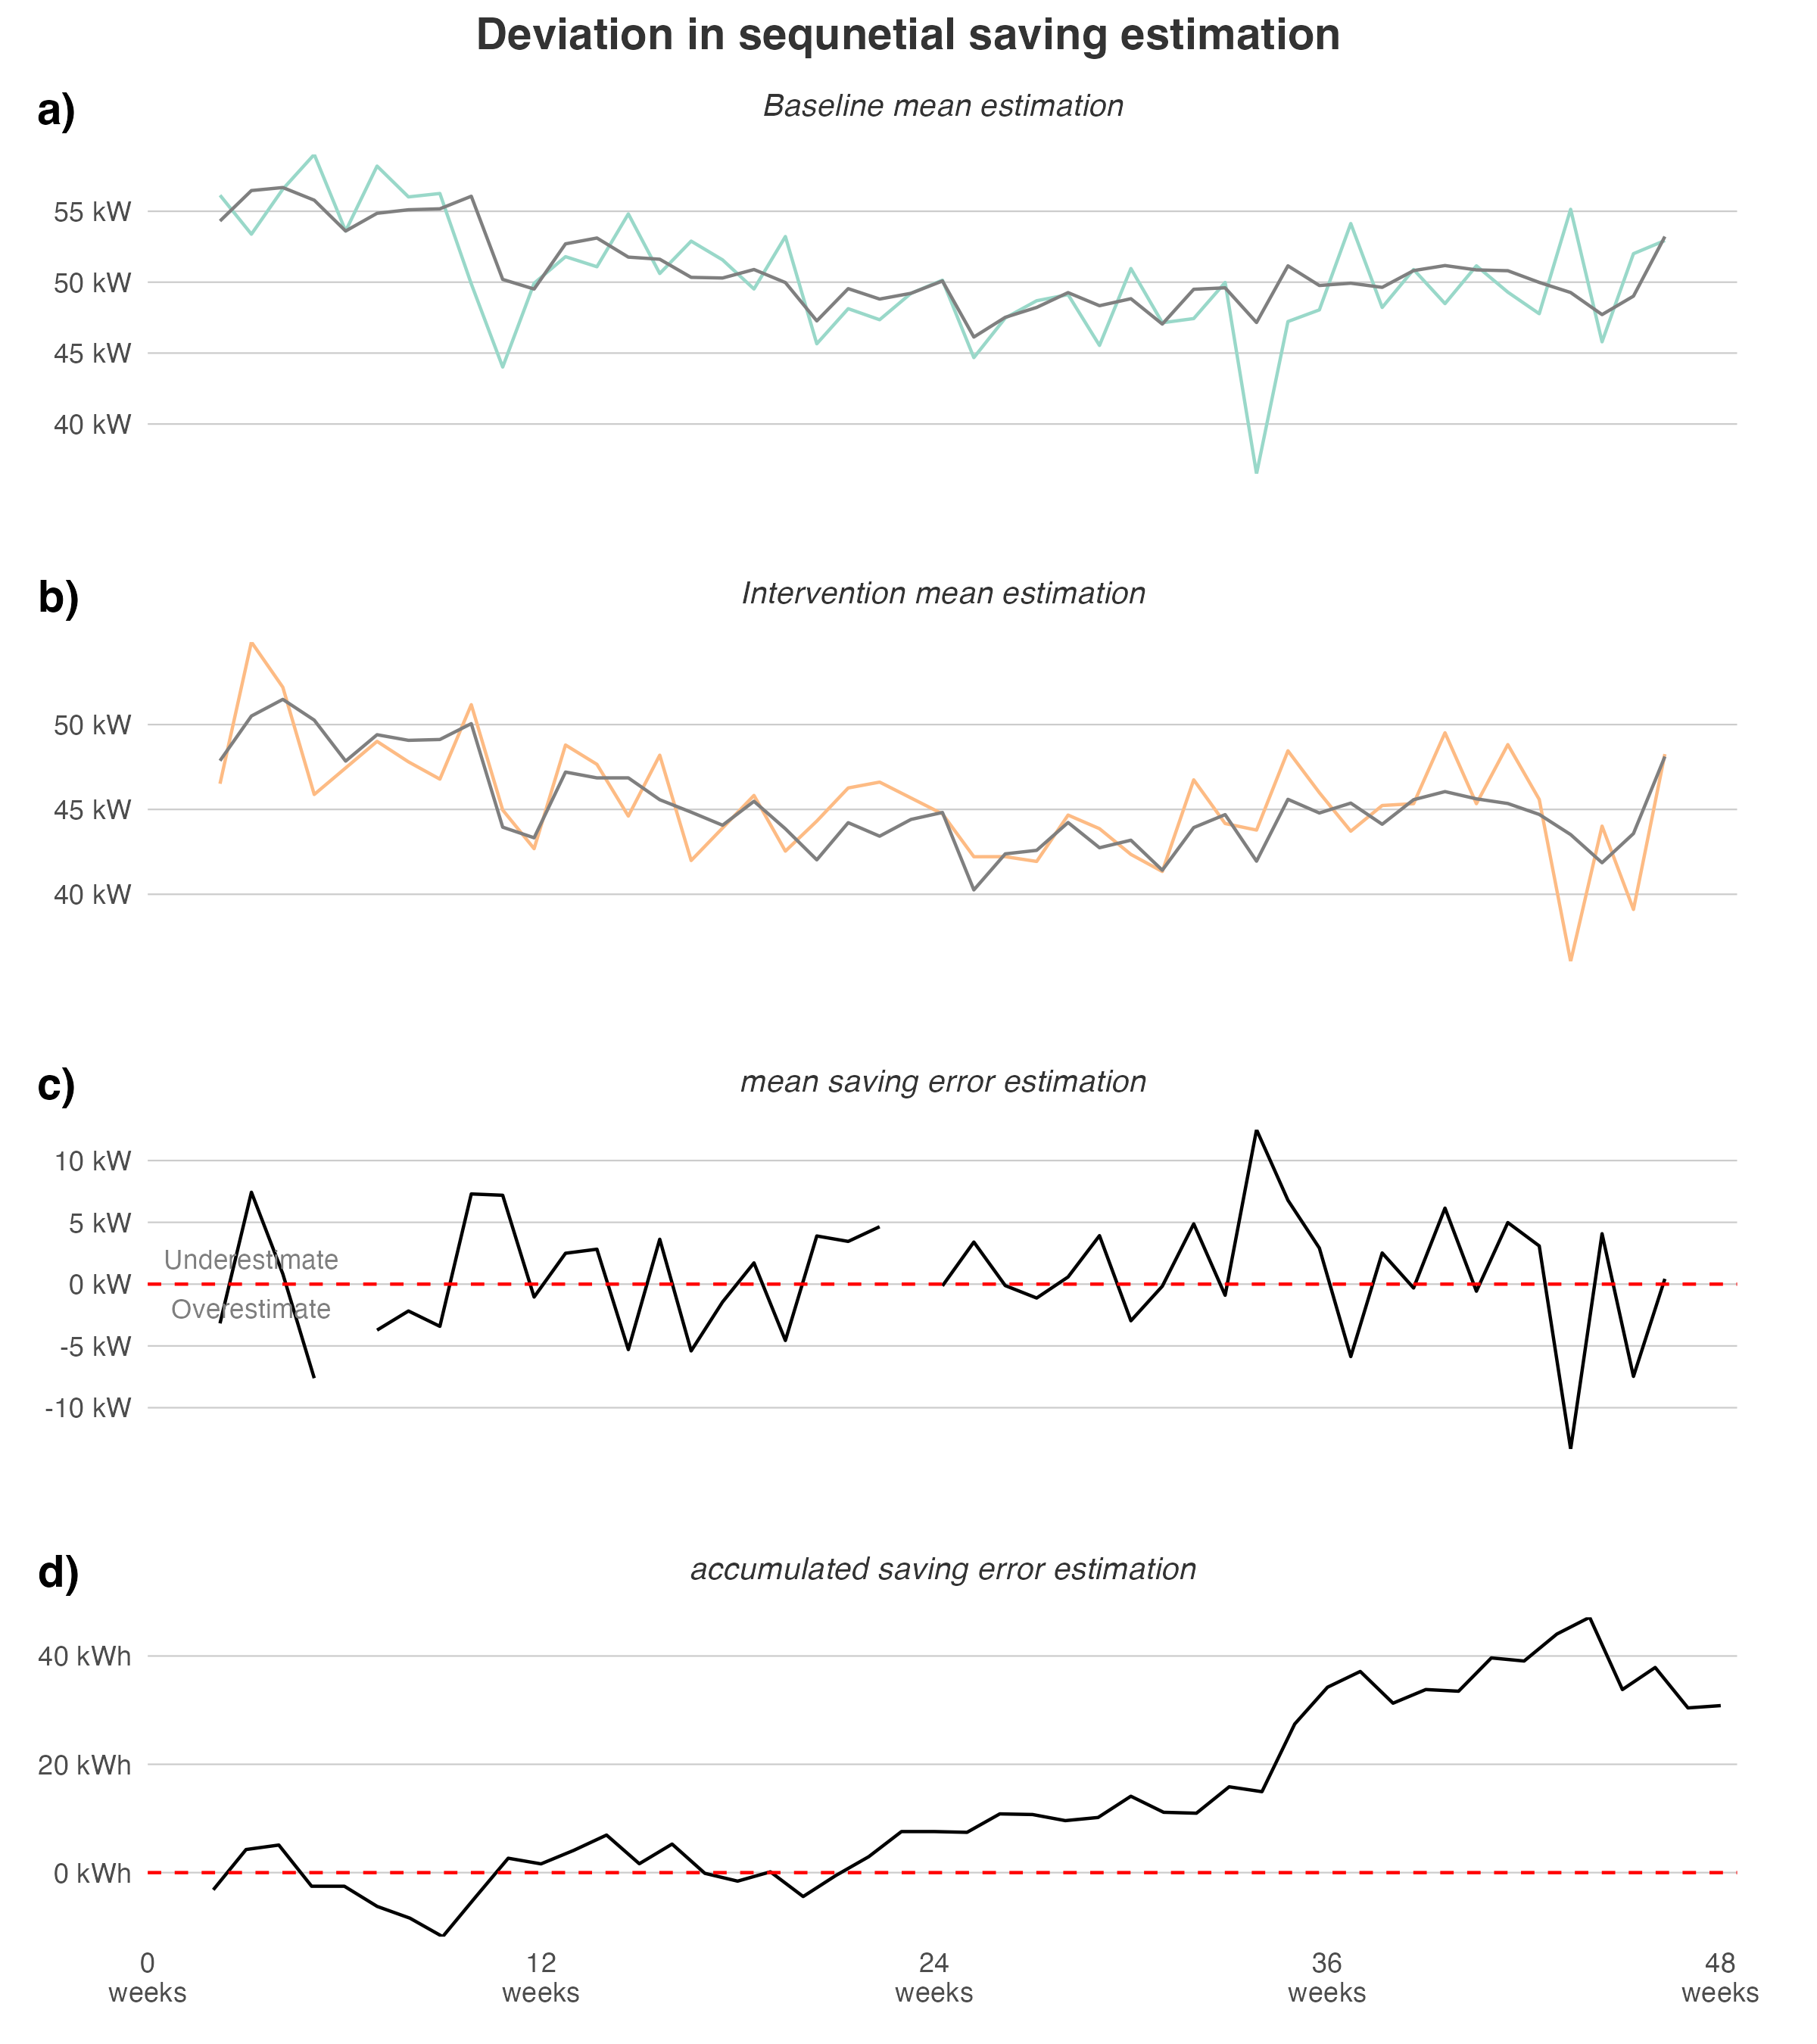 Deviation in sequnetial saving estimation
a)
Baseline mean estimation
55 kW
50 kW
45 kW
40 kW
b)
Intervention mean estimation
50 kW
45 kW
40 kW
c)
mean saving error estimation
10 kW
5 kW
Underestimate
0 kW
Overestimate
-5 kW
-10 kW
d)
accumulated saving error estimation
40 kWh
20 kWh
0 kWh
0 12 24 36 48
weeks weeks weeks weeks weeks